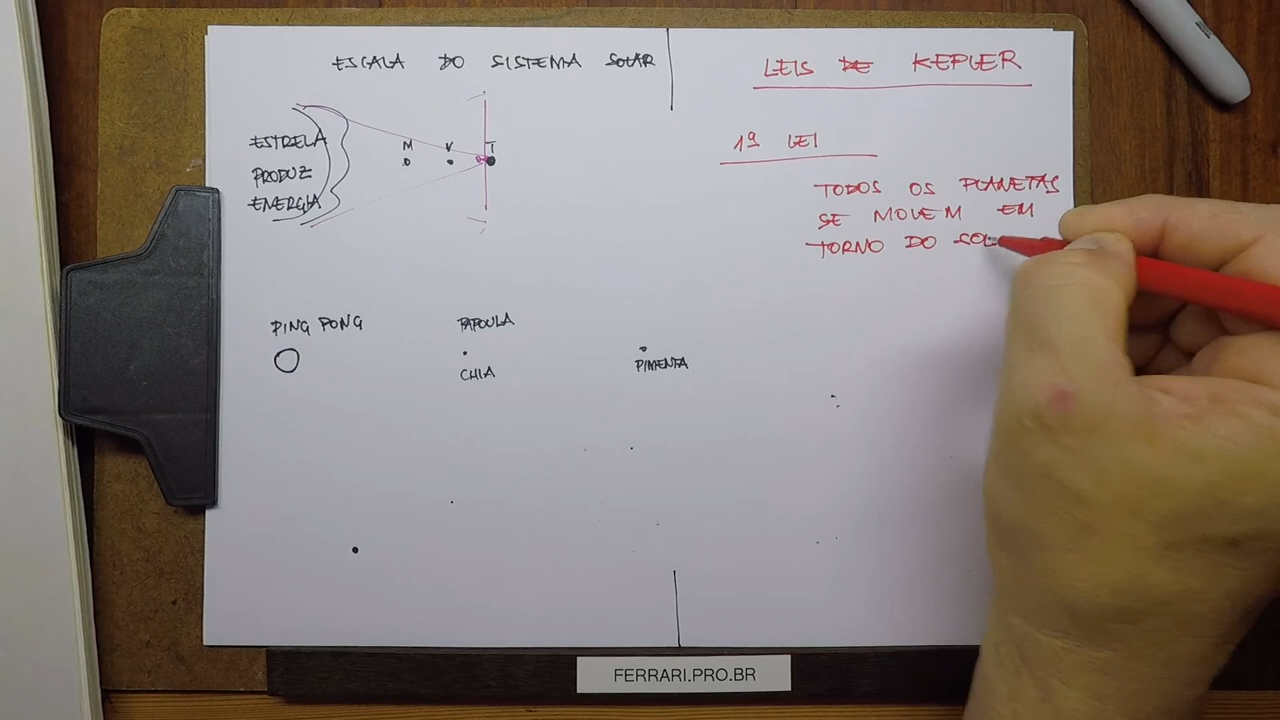 ESCALA DO SISTEMA SOLAR
ESTRELA
PRODUZ
ENERGIA
M V T
PING PONG
PAPOULA
CHIA
PIMENTA
LEIS DE KEPLER
1ª LEI
TODOS OS PLANETAS
SE MOVEM EM
TORNO DO SOL
FERRARI.PRO.BR